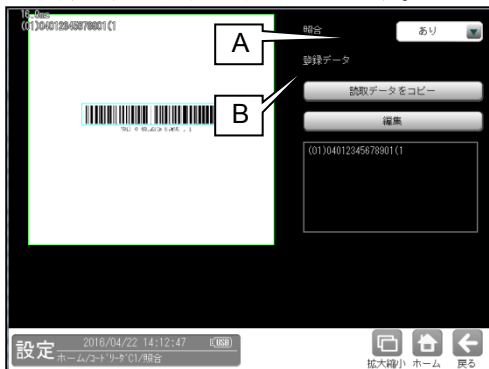 16.0ms
(01)04012345678901(1
A
照合
あり
登録データ
B
読取データをコピー
編集
(01)04012345678901(1
設定
2016/04/22 14:12:47
USB
ホーム/コードリーダC1/照合
拡大縮小
ホーム
戻る